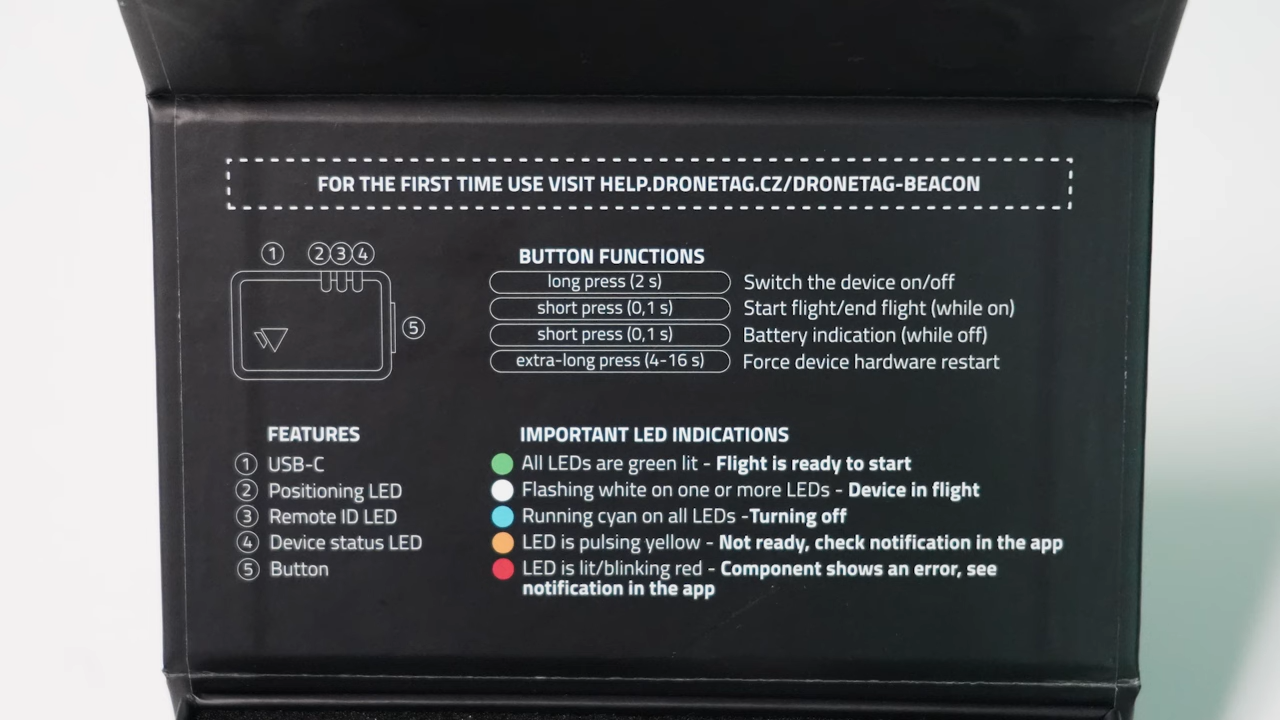 FOR THE FIRST TIME USE VISIT HELP.DRONETAG.CZ/DRONETAG-BEACON
1 2 3 4
5
BUTTON FUNCTIONS
long press (2 s) Switch the device on/off
short press (0,1 s) Start flight/end flight (while on)
short press (0,1 s) Battery indication (while off)
extra-long press (4-16 s) Force device hardware restart
FEATURES
1 USB-C
2 Positioning LED
3 Remote ID LED
4 Device status LED
5 Button
IMPORTANT LED INDICATIONS
All LEDs are green lit - Flight is ready to start
Flashing white on one or more LEDs - Device in flight
Running cyan on all LEDs -Turning off
LED is pulsing yellow - Not ready, check notification in the app
LED is lit/blinking red - Component shows an error, see
notification in the app